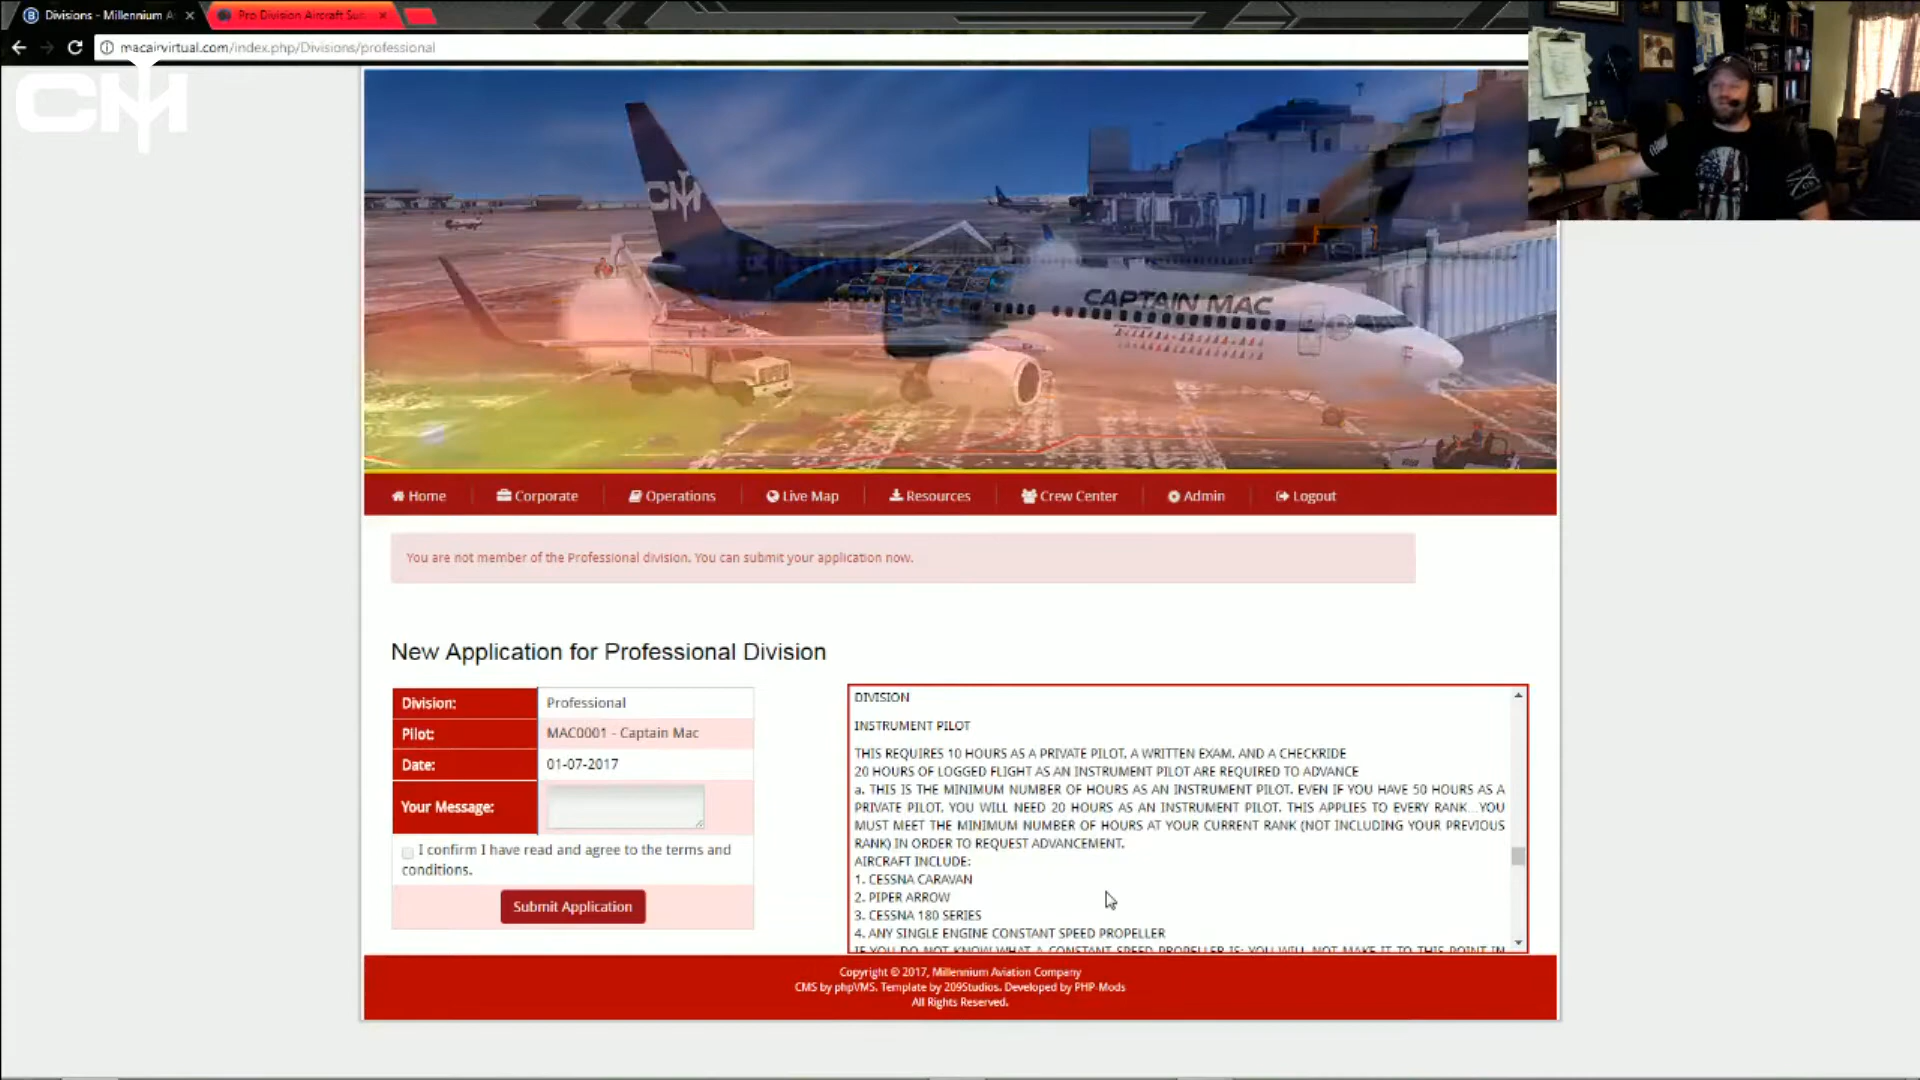 Divisions - Millennium A
Pro Division Aircraft Su
macairvirtual.com/index.php/Divisions/professional
CM
CM
CAPTAIN MAC
Home
Corporate
Operations
Live Map
Resources
Crew Center
Admin
Logout
You are not member of the Professional division. You can submit your application now.
New Application for Professional Division
Division: Professional
Pilot: MAC0001 - Captain Mac
Date: 01-07-2017
Your Message:
I confirm I have read and agree to the terms and
conditions.
Submit Application
DIVISION
INSTRUMENT PILOT
THIS REQUIRES 10 HOURS AS A PRIVATE PILOT, A WRITTEN EXAM, AND A CHECKRIDE
20 HOURS OF LOGGED FLIGHT AS AN INSTRUMENT PILOT ARE REQUIRED TO ADVANCE
a. THIS IS THE MINIMUM NUMBER OF HOURS AS AN INSTRUMENT PILOT. EVEN IF YOU HAVE 50 HOURS AS A
PRIVATE PILOT, YOU WILL NEED 20 HOURS AS AN INSTRUMENT PILOT. THIS APPLIES TO EVERY RANK...YOU
MUST MEET THE MINIMUM NUMBER OF HOURS AT YOUR CURRENT RANK (NOT INCLUDING YOUR PREVIOUS
RANK) IN ORDER TO REQUEST ADVANCEMENT.
AIRCRAFT INCLUDE:
1. CESSNA CARAVAN
2. PIPER ARROW
3. CESSNA 180 SERIES
4. ANY SINGLE ENGINE CONSTANT SPEED PROPELLER
IF YOU DO NOT KNOW WHAT A CONSTANT SPEED PROPELLER IS; YOU WILL NOT MAKE IT TO THIS POINT IN
Copyright © 2017, Millennium Aviation Company
CMS by phpVMS. Template by 209Studios. Developed by PHP-Mods
All Rights Reserved.